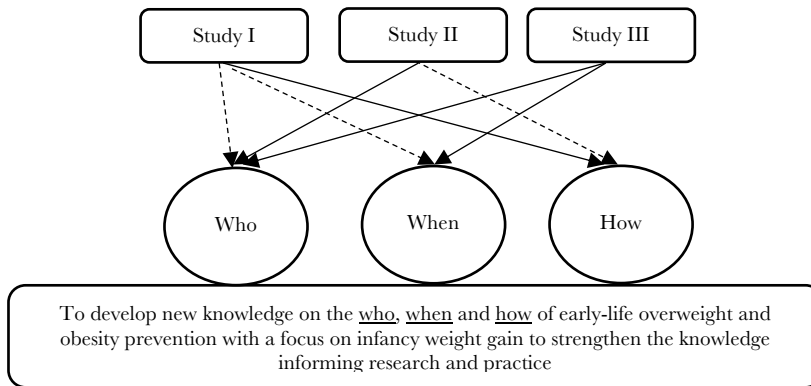 Study I
Study II
Study III
Who
When
How
To develop new knowledge on the who, when and how of early-life overweight and
obesity prevention with a focus on infancy weight gain to strengthen the knowledge
informing research and practice